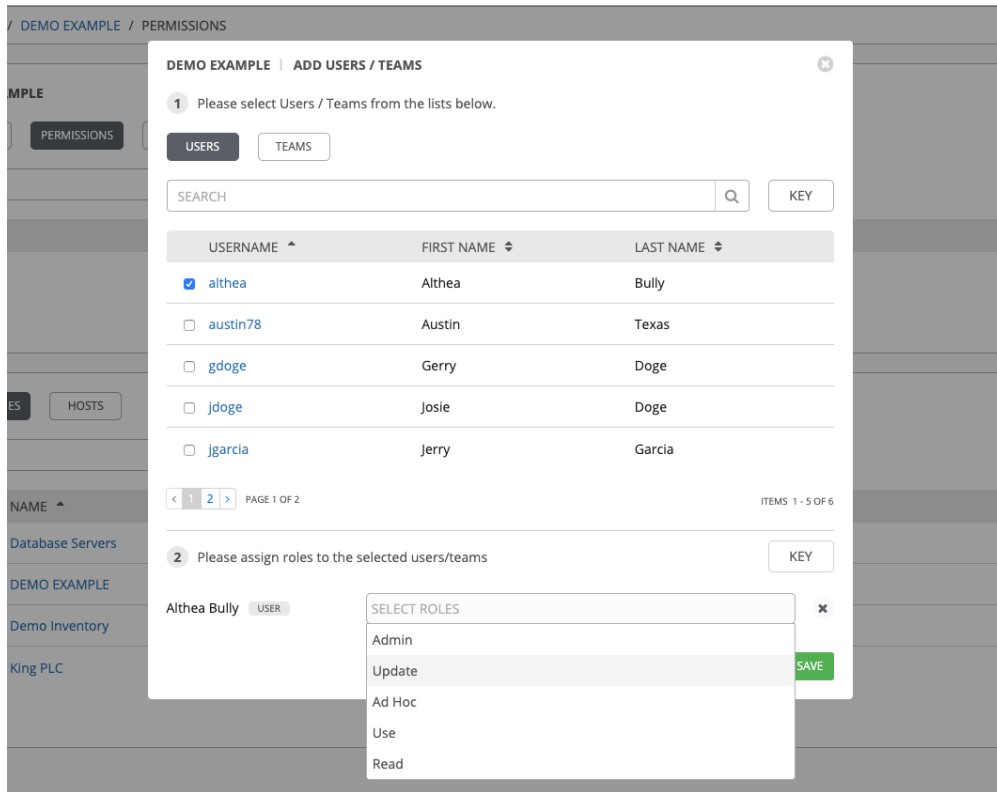 / DEMO EXAMPLE / PERMISSIONS
MPLE
PERMISSIONS
DEMO EXAMPLE | ADD USERS / TEAMS
1 Please select Users / Teams from the lists below.
USERS TEAMS
SEARCH KEY
USERNAME FIRST NAME LAST NAME
althea Althea Bully
austin78 Austin Texas
gdoge Gerry Doge
jdoge Josie Doge
jgarcia Jerry Garcia
< 1 2 > PAGE 1 OF 2 ITEMS 1 - 5 OF 6
2 Please assign roles to the selected users/teams KEY
Althea Bully USER SELECT ROLES
Admin
Update
Ad Hoc
Use
Read
SAVE
ES HOSTS
NAME
Database Servers
DEMO EXAMPLE
Demo Inventory
King PLC